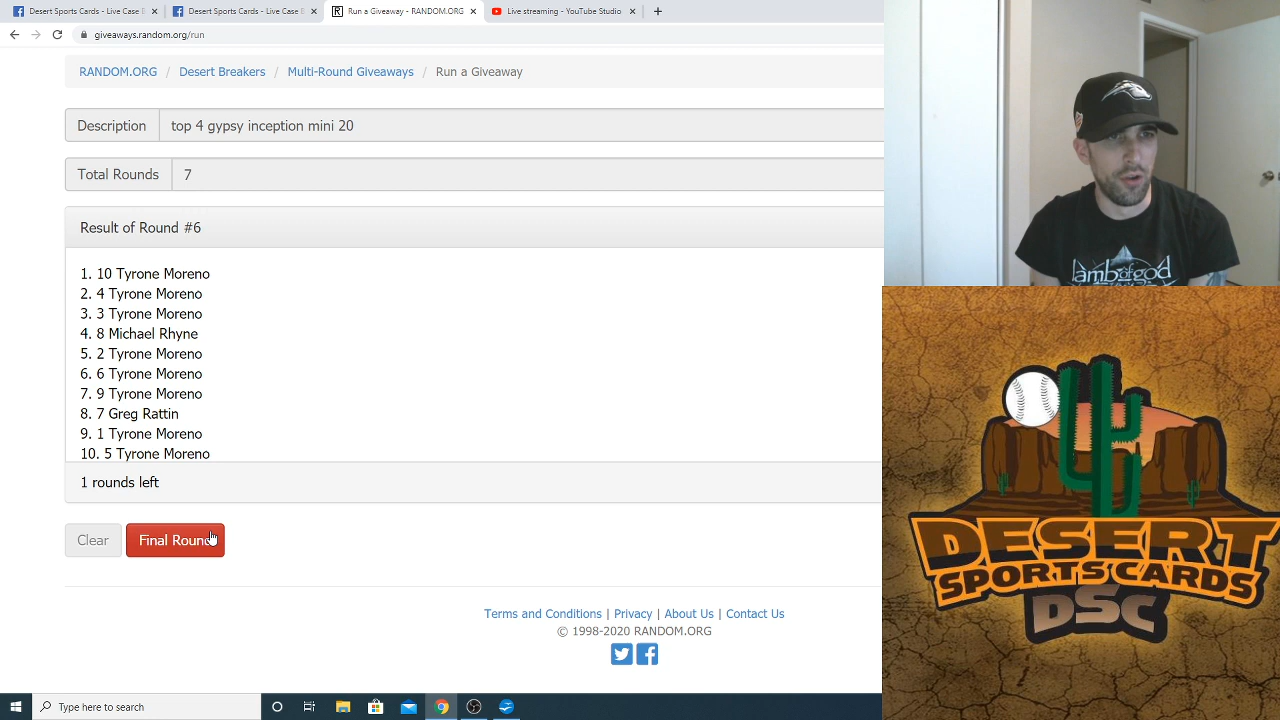 Desert Sports Cards - Live Case B
Desert Sports Cards - Live Case B
Run a Giveaway - RANDOM.ORG
Live streaming - YouTube Studio
giveaways.random.org/run
RANDOM.ORG / Desert Breakers / Multi-Round Giveaways / Run a Giveaway
Description top 4 gypsy inception mini 20
Total Rounds 7
Result of Round #6
1. 10 Tyrone Moreno
2. 4 Tyrone Moreno
3. 3 Tyrone Moreno
4. 8 Michael Rhyne
5. 2 Tyrone Moreno
6. 6 Tyrone Moreno
7. 9 Tyrone Moreno
8. 7 Greg Rattin
9. 1 Tyrone Moreno
10. 5 Tyrone Moreno
1 rounds left
Clear Final Round
Terms and Conditions | Privacy | About Us | Contact Us
© 1998-2020 RANDOM.ORG
Type here to search
lamb of god
DESERT
SPORTS CARDS
DSC